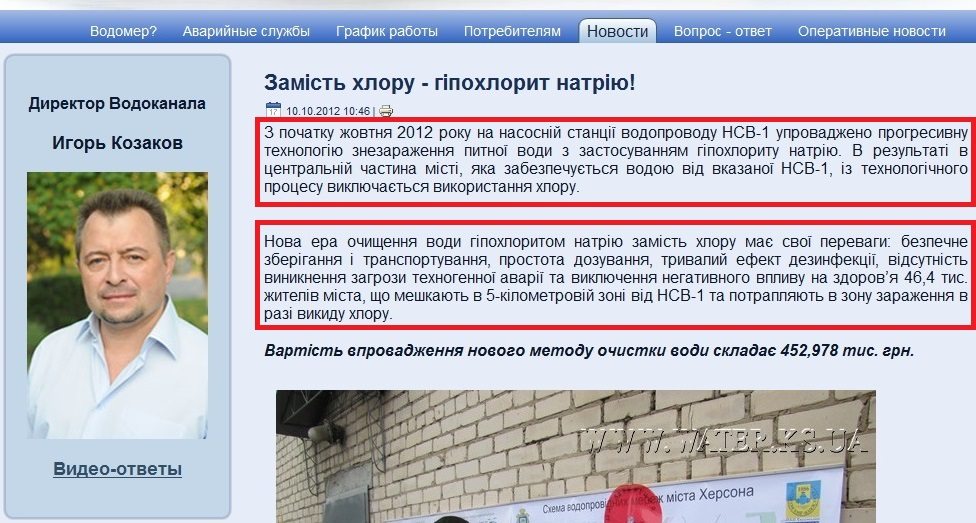 Водомер? Аварийные службы График работы Потребителям Новости Вопрос - ответ Оперативные новости
Директор Водоканала
Игорь Козаков
Видео-ответы
Замість хлору - гіпохлорит натрію!
10.10.2012 10:46 |
З початку жовтня 2012 року на насосній станції водопроводу НСВ-1 упроваджено прогресивну
технологію знезараження питної води з застосуванням гіпохлориту натрію. В результаті в
центральній частина місті, яка забезпечується водою від вказаної НСВ-1, із технологічного
процесу виключається використання хлору.
Нова ера очищення води гіпохлоритом натрію замість хлору має свої переваги: безпечне
зберігання і транспортування, простота дозування, тривалий ефект дезинфекції, відсутність
виникнення загрози техногенної аварії та виключення негативного впливу на здоров’я 46,4 тис.
жителів міста, що мешкають в 5-кілометровій зоні від НСВ-1 та потрапляють в зону зараження в
разі викиду хлору.
Вартість впровадження нового методу очистки води складає 452,978 тис. грн.
WWW.WATER.KS.UA
Схема водопровідних мереж міста Херсона